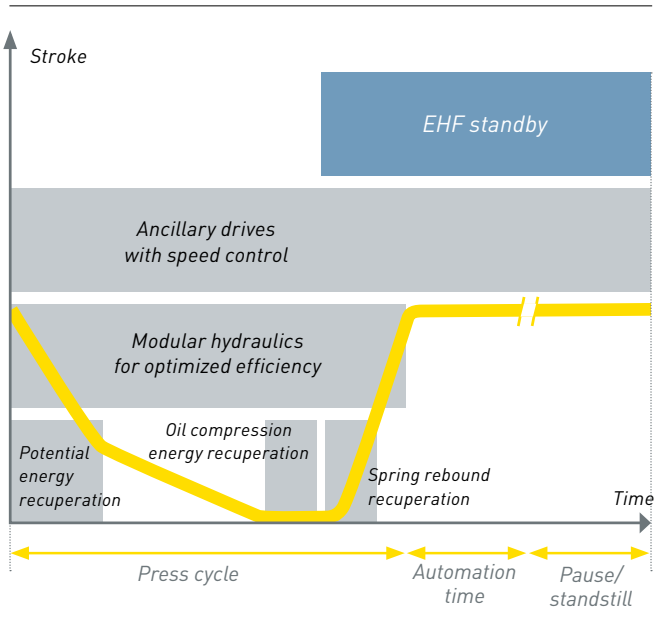 Stroke
EHF standby
Ancillary drives
with speed control
Modular hydraulics
for optimized efficiency
Oil compression
energy recuperation
Potential
energy
recuperation
Spring rebound
recuperation
Time
Press cycle
Automation
time
Pause/
standstill